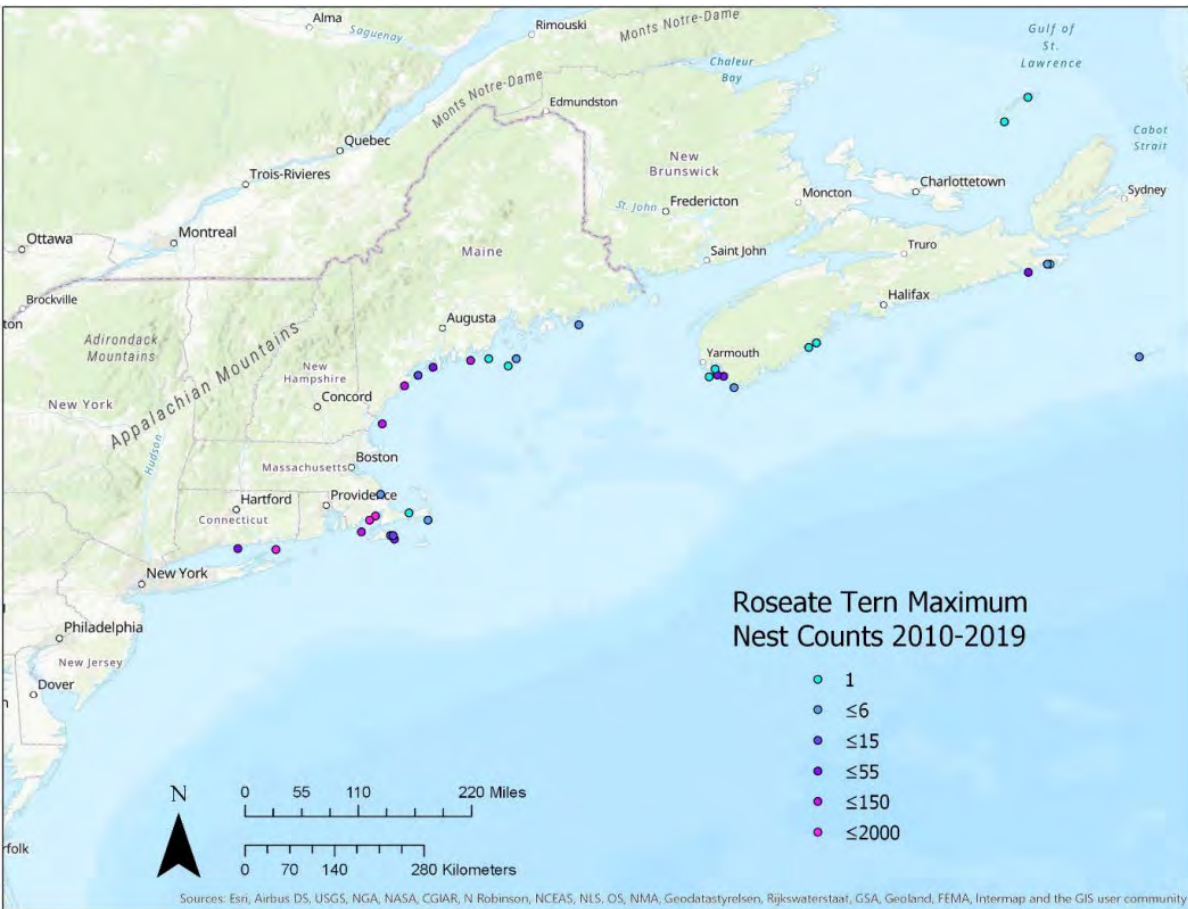 Alma
Saguenay
Rimouski
Monts Notre-Dame
Gulf of
St.
Lawrence
Chaleur
Bay
Monts Notre-Dame
Edmundston
Cabot
Strait
Quebec
New
Brunswick
Trois-Rivieres
Charlottetown
Sydney
Moncton
St. John
Fredericton
Ottawa
Montreal
Maine
Saint John
Truro
Brockville
ton
Halifax
Augusta
Adirondack
Mountains
Appalachian Mountains
Yarmouth
New
Hampshire
New York
Concord
Hudson
Boston
Massachusetts
Hartford
Providence
Connecticut
New York
Philadelphia
New Jersey
Dover
n
folk
Roseate Tern Maximum
Nest Counts 2010-2019
1
≤6
≤15
≤55
≤150
≤2000
N
0 55 110 220 Miles
0 70 140 280 Kilometers
Sources: Esri, Airbus DS, USGS, NGA, NASA, CGIAR, N Robinson, NCEAS, NLS, OS, NMA, Geodatastyrelsen, Rijkswaterstaat, GSA, Geoland, FEMA, Intermap and the GIS user community